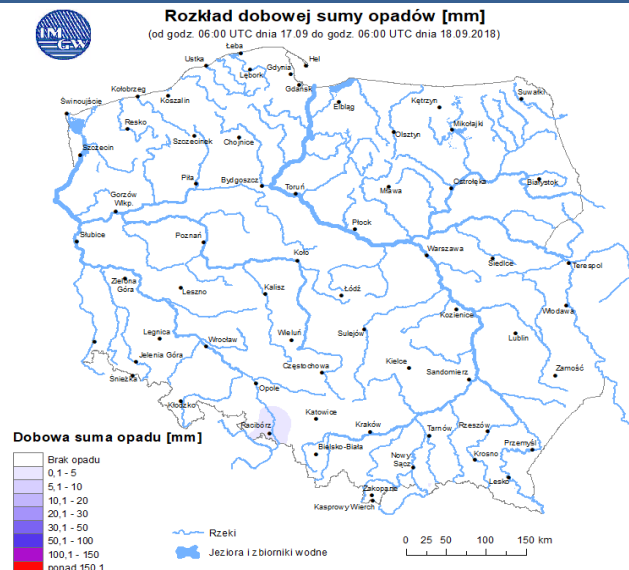 IM
GW
Rozkład dobowej sumy opadów [mm]
(od godz. 06:00 UTC dnia 17.09 do godz. 06:00 UTC dnia 18.09.2018)
Łeba
Ustka
Hel
Gdynia
Lębork
Gdańsk
Kołobrzeg
Koszalin
Świnoujście
Elbląg
Kętrzyn
Suwałki
Resko
Mikołajki
Olsztyn
Szczecinek
Chojnice
Szczecin
Piła
Bydgoszcz
Toruń
Mława
Ostrołęka
Białystok
Gorzów
Wlkp.
Płock
Słubice
Poznań
Koło
Warszawa
Siedlce
Terespol
Zielona
Góra
Leszno
Kalisz
Łódź
Kozienice
Włodawa
Legnica
Wrocław
Wieluń
Sulejów
Lublin
Jelenia Góra
Śnieżka
Częstochowa
Kielce
Sandomierz
Zamość
Opole
Kłodzko
Katowice
Racibórz
Kraków
Tarnów
Rzeszów
Przemyśl
Bielsko-Biała
Nowy
Sącz
Krosno
Lesko
Zakopane
Kasprowy Wierch
Dobowa suma opadu [mm]
Brak opadu
0,1 - 5
5,1 - 10
10,1 - 20
20,1 - 30
30,1 - 50
50,1 - 100
100,1 - 150
ponad 150,1
Rzeki
Jeziora i zbiorniki wodne
0 25 50 100 150 km